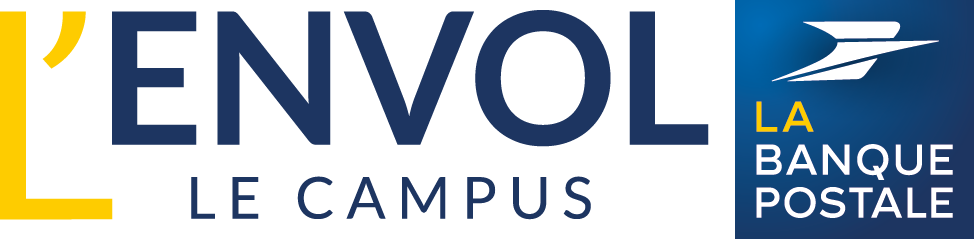 L'ENVOL
LE CAMPUS
LA
BANQUE
POSTALE